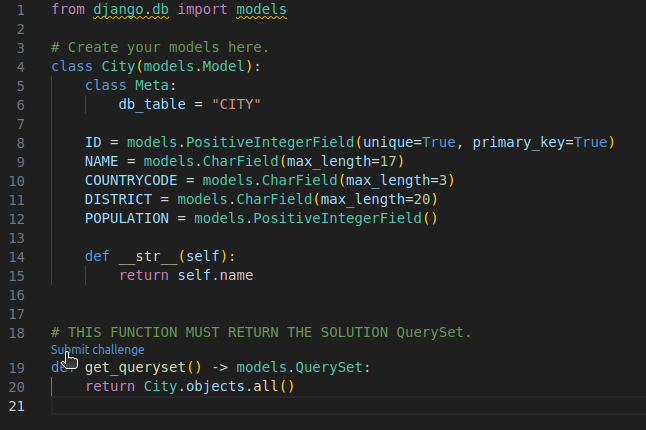 1 from django.db import models
2
3 # Create your models here.
4 class City(models.Model):
5     class Meta:
6         db_table = "CITY"
7
8     ID = models.PositiveIntegerField(unique=True, primary_key=True)
9     NAME = models.CharField(max_length=17)
10     COUNTRYCODE = models.CharField(max_length=3)
11     DISTRICT = models.CharField(max_length=20)
12     POPULATION = models.PositiveIntegerField()
13
14     def __str__(self):
15         return self.name
16
17
18 # THIS FUNCTION MUST RETURN THE SOLUTION QuerySet.
Submit challenge
19 def get_queryset() -> models.QuerySet:
20     return City.objects.all()
21